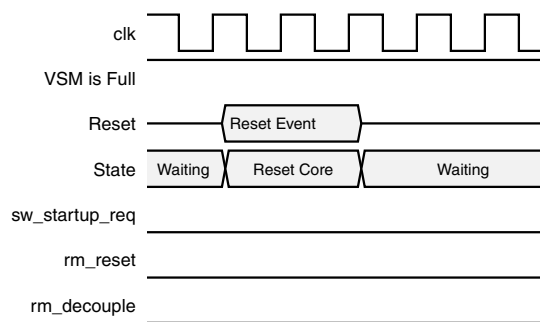 clk
VSM is Full
Reset Reset Event
State Waiting Reset Core Waiting
sw_startup_req
rm_reset
rm_decouple